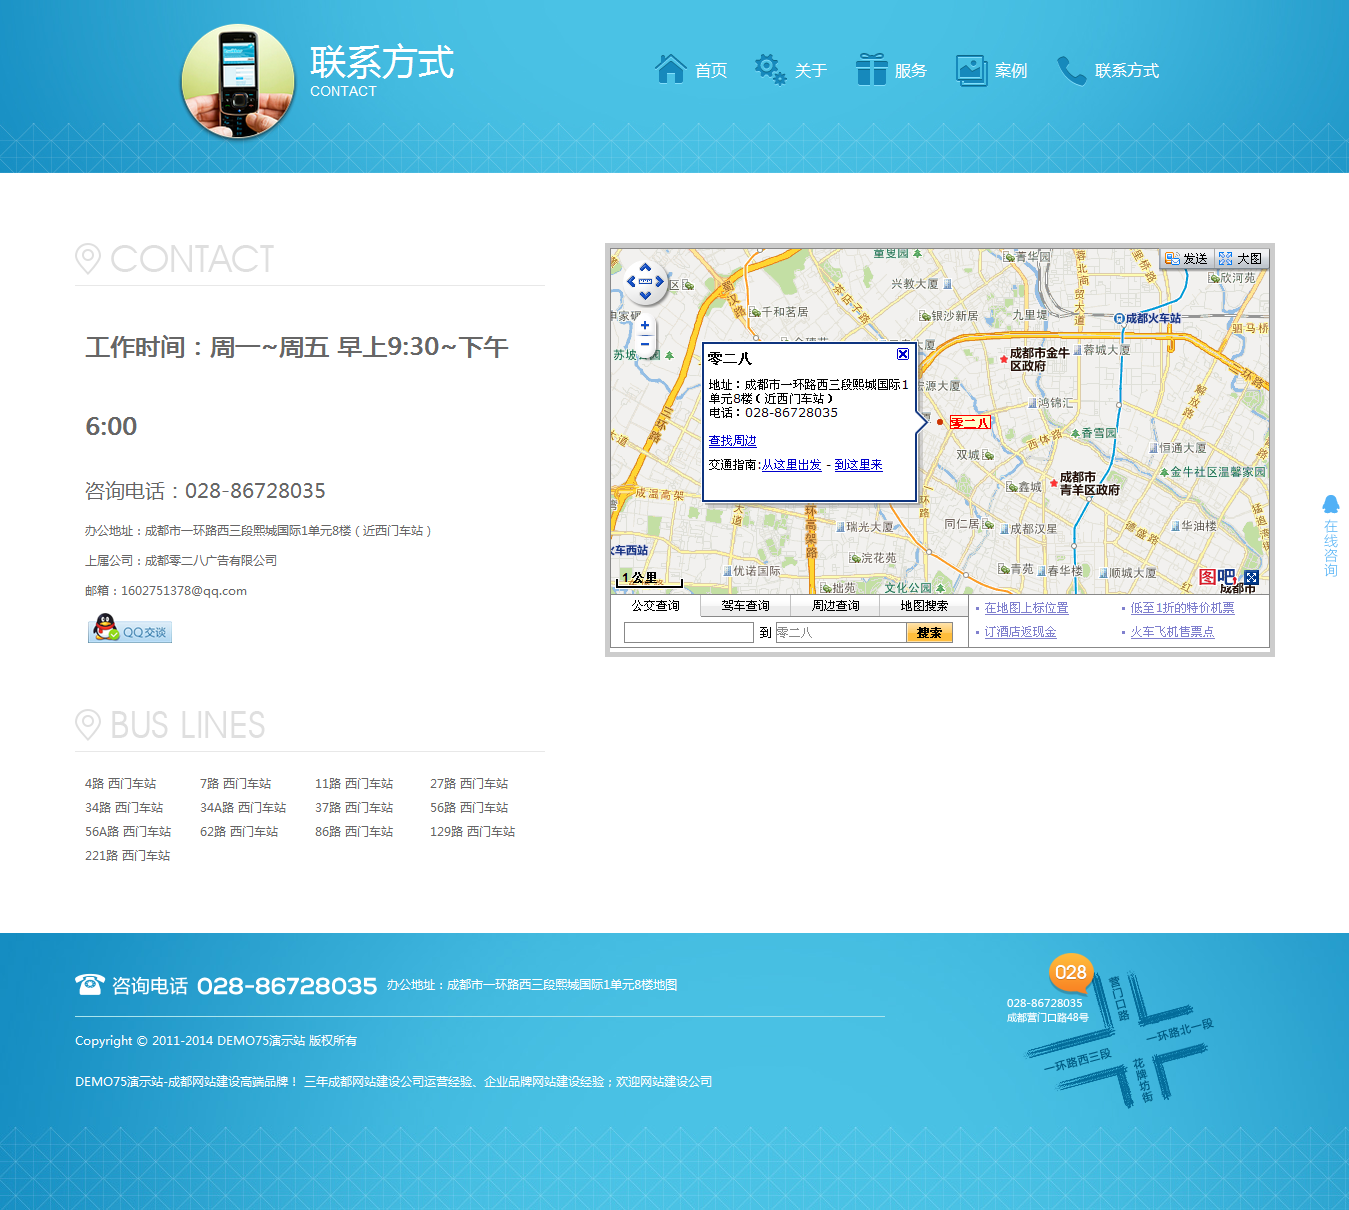 联系方式
CONTACT
首页
关于
服务
案例
联系方式
CONTACT
工作时间：周一~周五 早上9:30~下午
6:00
咨询电话：028-86728035
办公地址：成都市一环路西三段熙城国际1单元8楼（近西门车站）
上属公司：成都零二八广告有限公司
邮箱：1602751378@qq.com
QQ交谈
童叟园
青华园
发送
大图
兴教大厦
欣河苑
千和茗居
银沙新居
九里堤
成都火车站
驷马桥
苏坡
成都市金牛
区政府
蓉城大厦
零二八
地址：成都市一环路西三段熙城国际1
单元8楼（近西门车站）
电话：028-86728035
查找周边
交通指南:从这里出发 - 到这里来
零二八
鸿锦汇
香雪园
恒通大厦
双城
金牛社区温馨家园
鑫城
成都市
青羊区政府
成温高架
瑞光大厦
同仁居
成都汉星
华油楼
火车西站
浣花苑
优诺国际
青苑
春华楼
顺城大厦
1公里
拙苑
文化公园
图吧
成都市
公交查询
驾车查询
周边查询
地图搜索
到
零二八
搜索
在地图上标位置
低至1折的特价机票
订酒店返现金
火车飞机售票点
在线咨询
BUS LINES
4路 西门车站
7路 西门车站
11路 西门车站
27路 西门车站
34路 西门车站
34A路 西门车站
37路 西门车站
56路 西门车站
56A路 西门车站
62路 西门车站
86路 西门车站
129路 西门车站
221路 西门车站
咨询电话 028-86728035 办公地址：成都市一环路西三段熙城国际1单元8楼地图
Copyright © 2011-2014 DEMO75演示站 版权所有
DEMO75演示站-成都网站建设高端品牌！ 三年成都网站建设公司运营经验、企业品牌网站建设经验；欢迎网站建设公司
028
028-86728035
成都营门口路48号
营门口路
一环路北一段
一环路西三段
花牌坊街